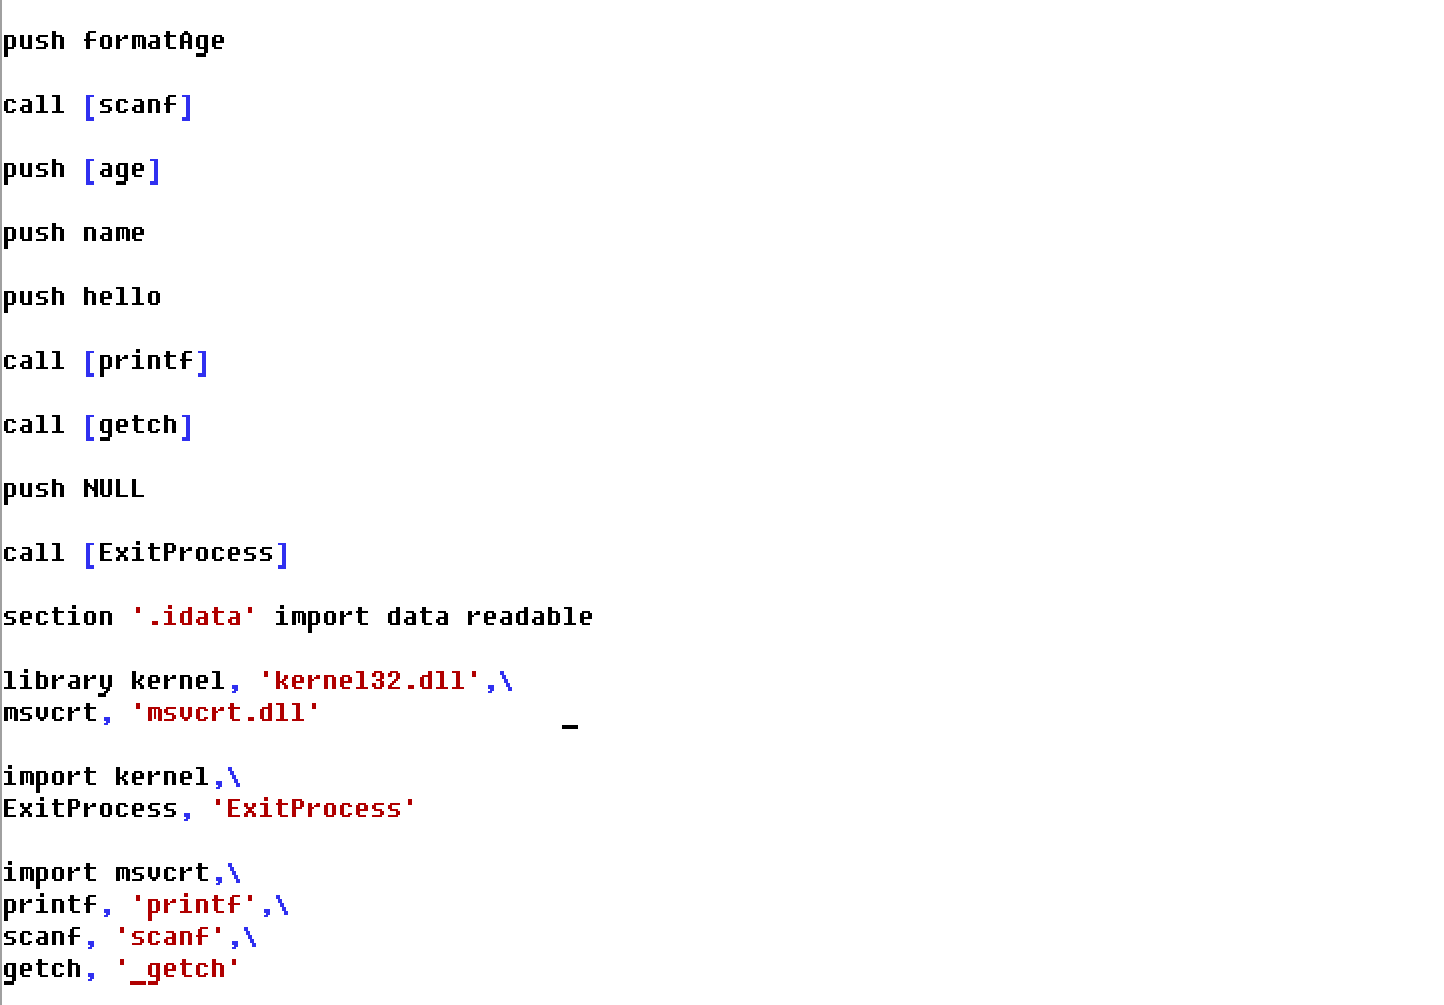 push formatAge
call [scanf]
push [age]
push name
push hello
call [printf]
call [getch]
push NULL
call [ExitProcess]
section '.idata' import data readable
library kernel, 'kernel32.dll',\
msvcrt, 'msvcrt.dll'
import kernel,\
ExitProcess, 'ExitProcess'
import msvcrt,\
printf, 'printf',\
scanf, 'scanf',\
getch, '_getch'